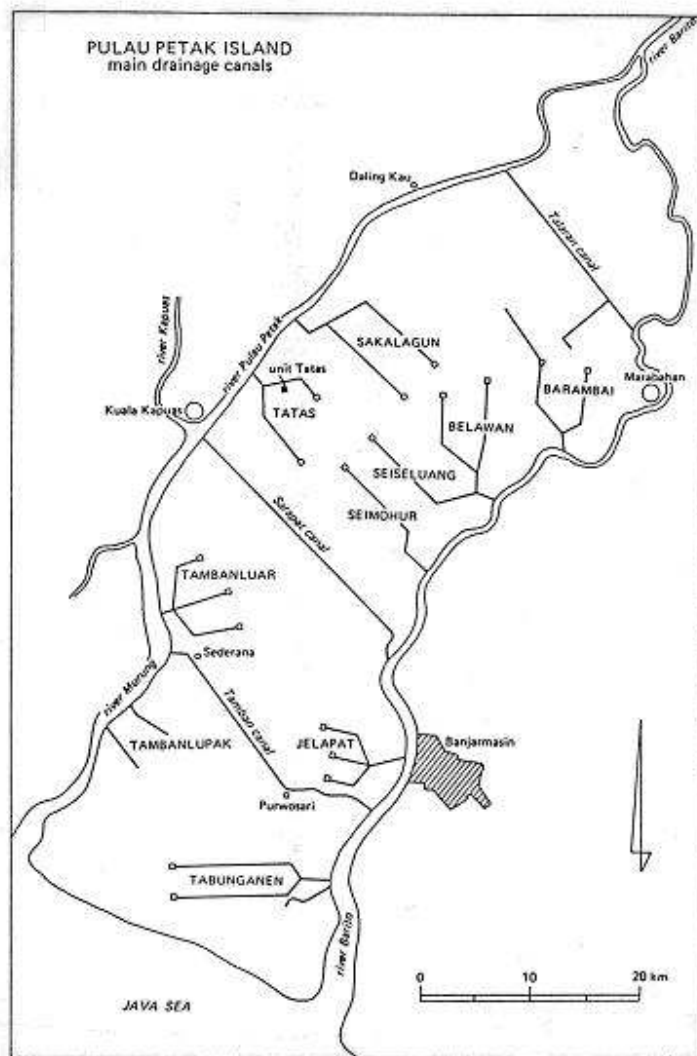 PULAU PETAK ISLAND
main drainage canals
river Barito
Daling Kau
Talaran canal
river Kapuas
river Pulau Petak
SAKALAGUN
unit Tatas
Marabahan
BARAMBAI
Kuala Kapuas
TATAS
BELAWAN
SEISELUANG
SEIMOHUR
Sarapat canal
TAMBANLUAR
Sederana
river Murung
Tamban canal
TAMBANLUPAK
JELAPAT
Banjarmasin
Purwosari
TABUNGANEN
river Barito
JAVA SEA
0 10 20 km